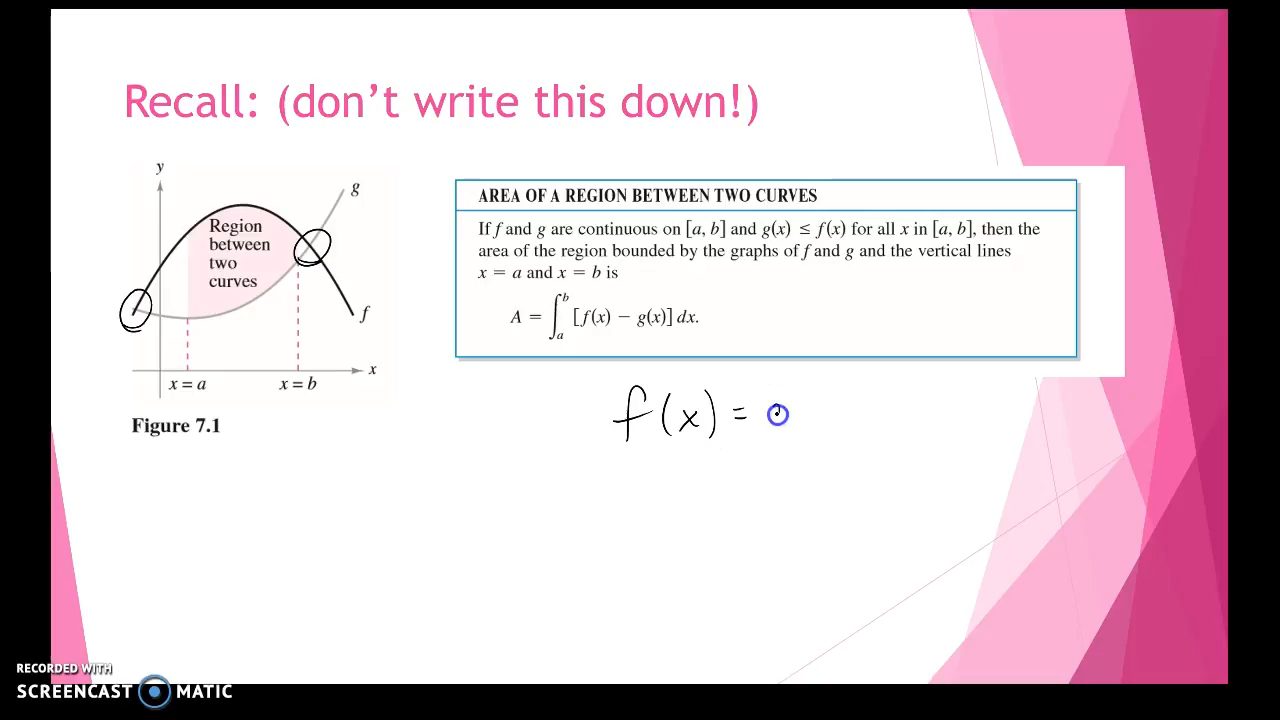 Recall: (don't write this down!)
y
g
Region
between
two
curves
f
x
x = a
x = b
Figure 7.1
AREA OF A REGION BETWEEN TWO CURVES
If f and g are continuous on [a, b] and g(x) ≤ f(x) for all x in [a, b], then the
area of the region bounded by the graphs of f and g and the vertical lines
x = a and x = b is
A = ∫_a^b [f(x) − g(x)] dx.
f(x) =
RECORDED WITH
SCREENCAST MATIC